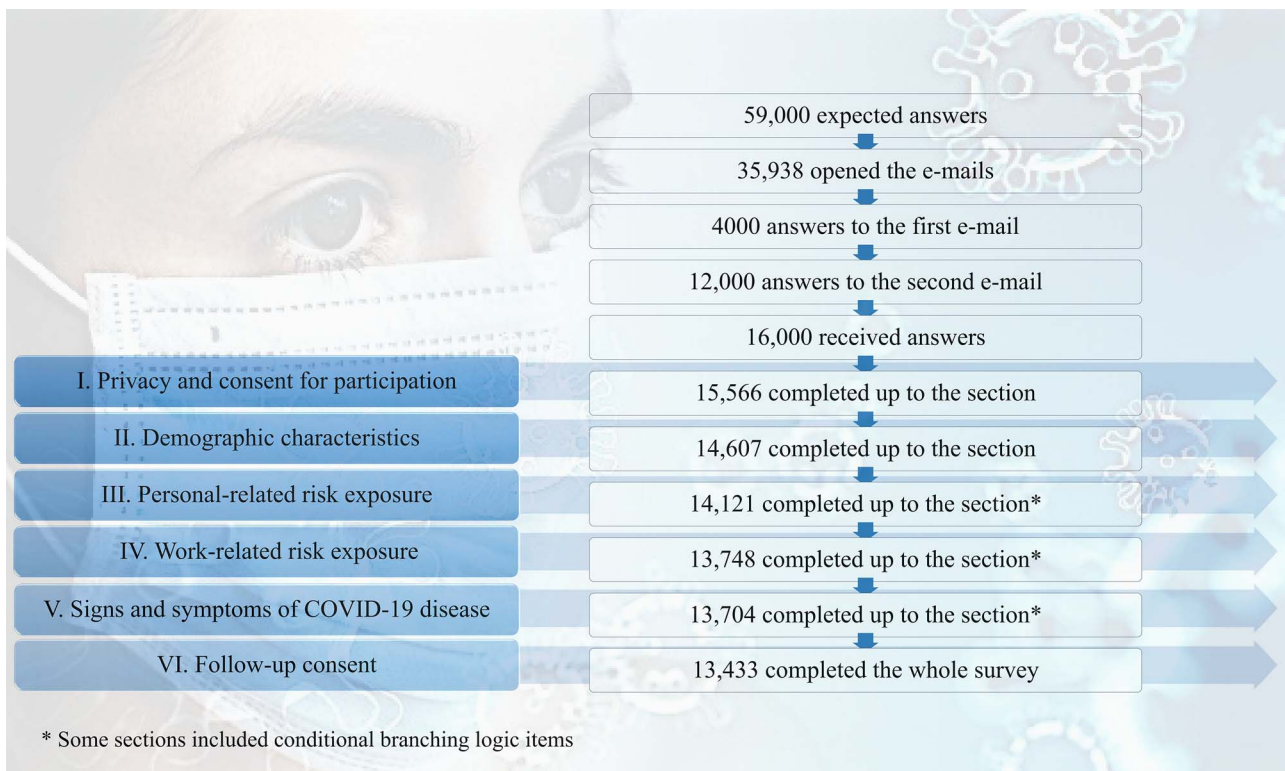 59,000 expected answers
35,938 opened the e-mails
4000 answers to the first e-mail
12,000 answers to the second e-mail
16,000 received answers
I. Privacy and consent for participation
15,566 completed up to the section
II. Demographic characteristics
14,607 completed up to the section
III. Personal-related risk exposure
14,121 completed up to the section*
IV. Work-related risk exposure
13,748 completed up to the section*
V. Signs and symptoms of COVID-19 disease
13,704 completed up to the section*
VI. Follow-up consent
13,433 completed the whole survey
* Some sections included conditional branching logic items